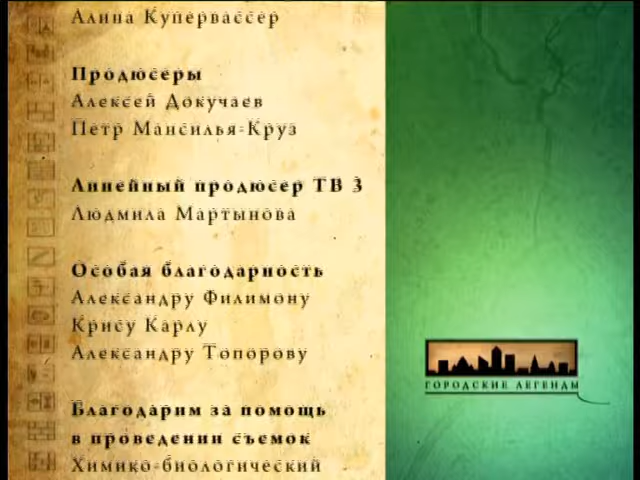 Алина Купервассер
Продюсеры
Алексей Докучаев
Петр Мансилья-Круз
Линейный продюсер ТВ 3
Людмила Мартынова
Особая благодарность
Александру Филимону
Крису Карлу
Александру Топорову
Благодарим за помощь
в проведении съемок
Химико-биологический
ГОРОДСКИЕ ЛЕГЕНДЫ